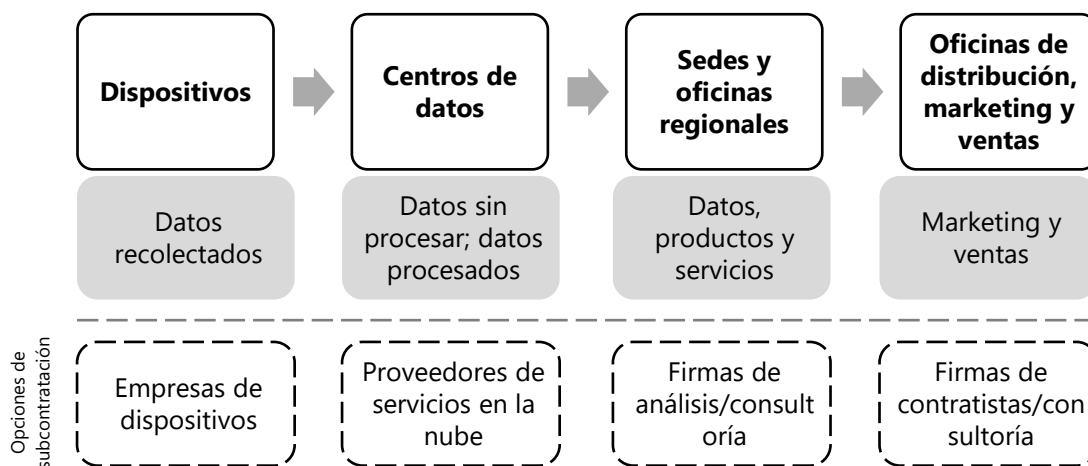 Dispositivos
Centros de
datos
Sedes y
oficinas
regionales
Oficinas de
distribución,
marketing y
ventas
Datos
recolectados
Datos sin
procesar; datos
procesados
Datos,
productos y
servicios
Marketing y
ventas
Opciones de
subcontratación
Empresas de
dispositivos
Proveedores de
servicios en la
nube
Firmas de
análisis/consult
oría
Firmas de
contratistas/con
sultoría